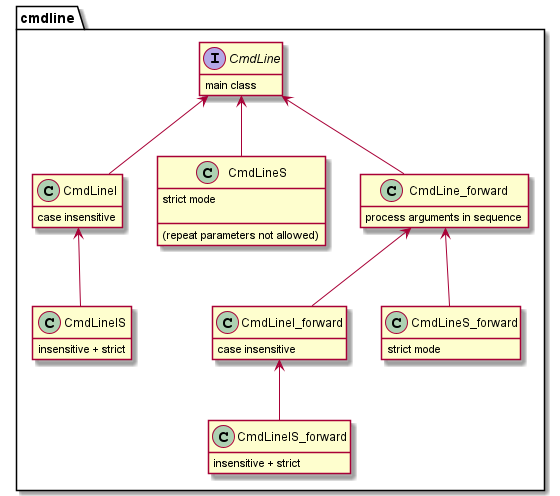 cmdline
I CmdLine
main class
C CmdLineI
case insensitive
C CmdLineS
strict mode
(repeat parameters not allowed)
C CmdLine_forward
process arguments in sequence
C CmdLineIS
insensitive + strict
C CmdLineI_forward
case insensitive
C CmdLineS_forward
strict mode
C CmdLineIS_forward
insensitive + strict